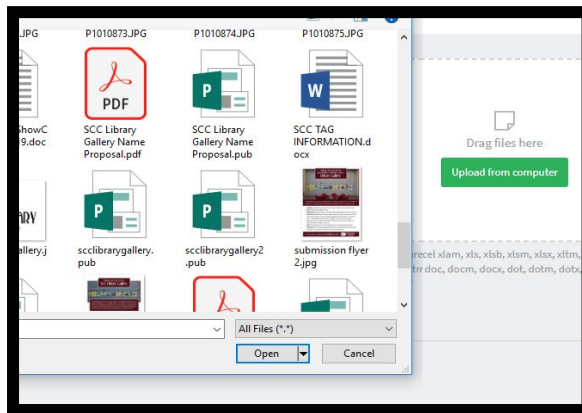 .JPG
P1010873.JPG
P1010874.JPG
P1010875.JPG
PDF
P
W
ShowC
9.doc
SCC Library
Gallery Name
Proposal.pdf
SCC Library
Gallery Name
Proposal.pub
SCC TAG
INFORMATION.d
ocx
Drag files here
Upload from computer
P
P
allery.j
scclibrarygallery.
pub
scclibrarygallery2
.pub
submission flyer
2.jpg
xlam, xls, xlsb, xlsm, xlsx, xltm,
doc, docm, docx, dot, dotm, dotx,
All Files (*.*)
Open
Cancel